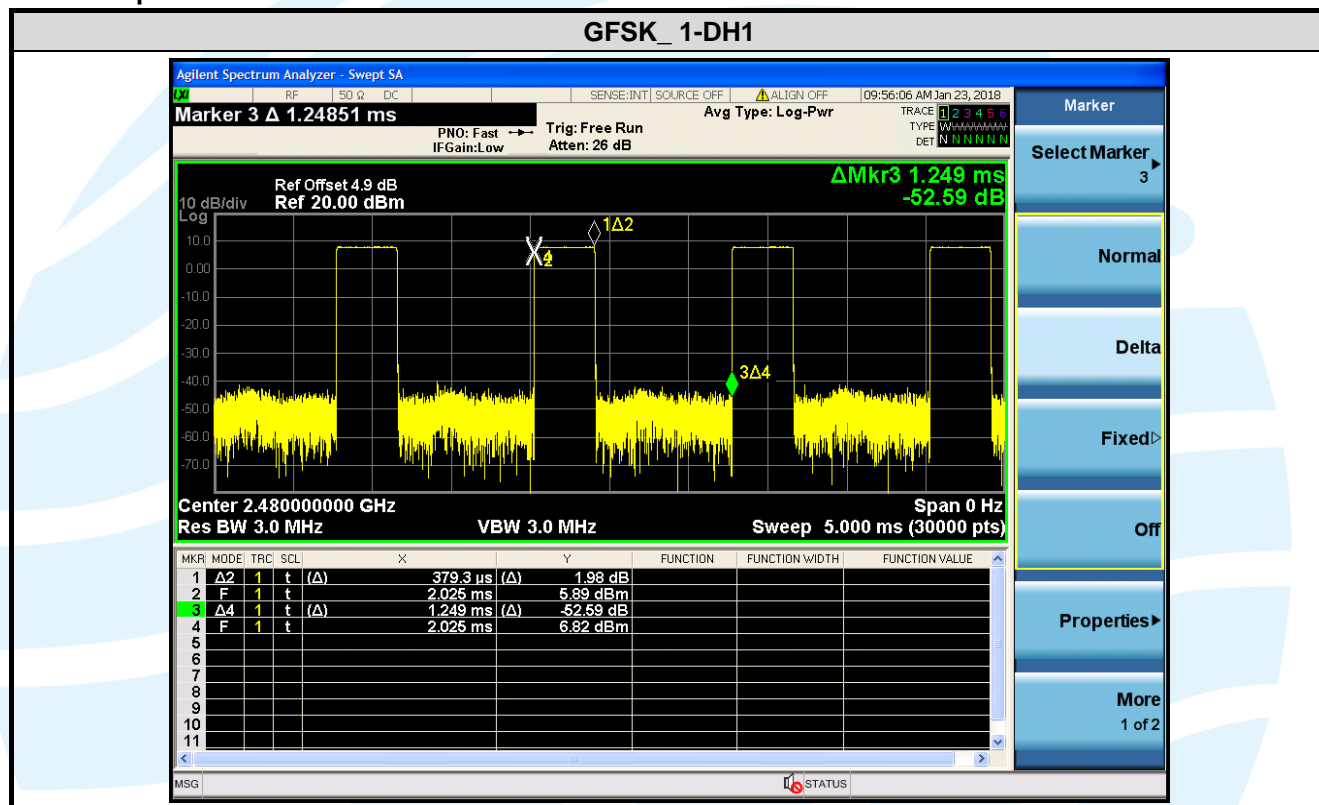 GFSK_ 1-DH1
Agilent Spectrum Analyzer - Swept SA
LXI RF 50 Ω DC SENSE:INT SOURCE OFF ALIGN OFF 09:56:06 AM Jan 23, 2018
Marker 3 Δ 1.24851 ms
PNO: Fast
IFGain:Low
Trig: Free Run
Atten: 26 dB
Avg Type: Log-Pwr
TRACE 1 2 3 4 5 6
TYPE WWWWWW
DET N N N N N N
ΔMkr3 1.249 ms
-52.59 dB
Ref Offset 4.9 dB
10 dB/div Ref 20.00 dBm
Log
10.0
0.00
-10.0
-20.0
-30.0
-40.0
-50.0
-60.0
-70.0
1Δ2
3Δ4
Center 2.480000000 GHz Span 0 Hz
Res BW 3.0 MHz VBW 3.0 MHz Sweep 5.000 ms (30000 pts)
MKR MODE TRC SCL X Y FUNCTION FUNCTION WIDTH FUNCTION VALUE
1 Δ2 1 t (Δ) 379.3 µs (Δ) 1.98 dB
2 F 1 t 2.025 ms 5.89 dBm
3 Δ4 1 t (Δ) 1.249 ms (Δ) -52.59 dB
4 F 1 t 2.025 ms 6.82 dBm
5
6
7
8
9
10
11
MSG STATUS
Marker
Select Marker
3
Normal
Delta
Fixed
Off
Properties
More
1 of 2